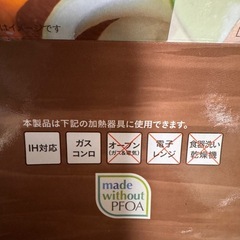 本製品は下記の加熱器具に使用できます。
IH対応
ガス
コンロ
オーブン
(ガス&電気)
電子
レンジ
食器洗い
乾燥機
made
without
PFOA